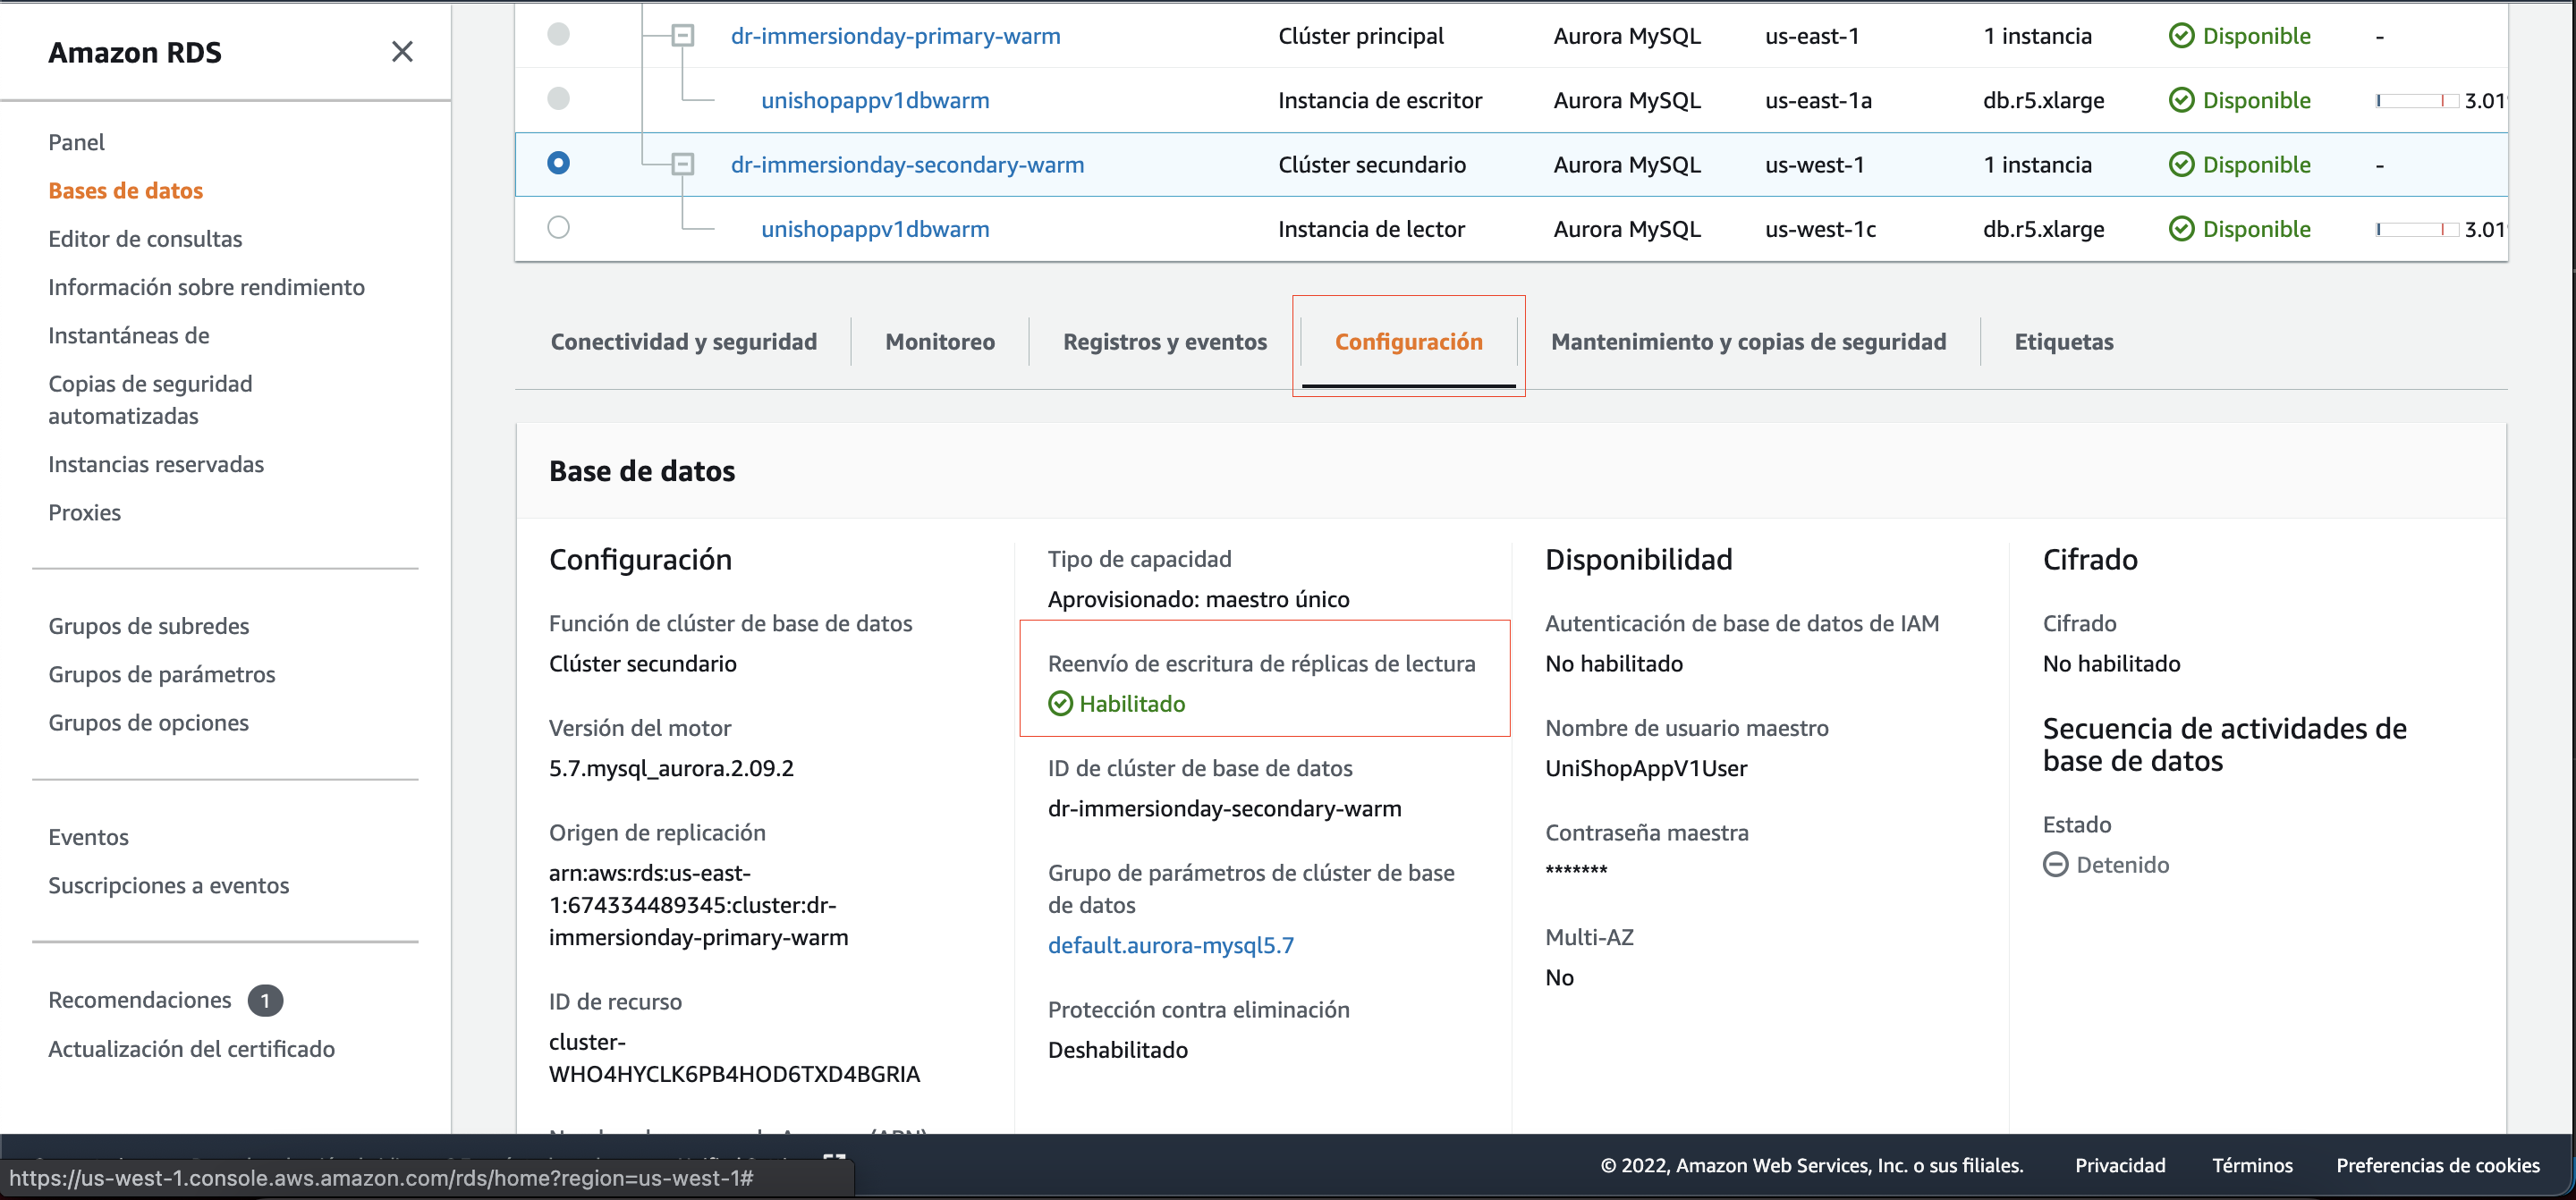 Amazon RDS
Panel
Bases de datos
Editor de consultas
Información sobre rendimiento
Instantáneas de
Copias de seguridad
automatizadas
Instancias reservadas
Proxies
Grupos de subredes
Grupos de parámetros
Grupos de opciones
Eventos
Suscripciones a eventos
Recomendaciones 1
Actualización del certificado
dr-immersionday-primary-warm Clúster principal Aurora MySQL us-east-1 1 instancia Disponible -
unishopappv1dbwarm Instancia de escritor Aurora MySQL us-east-1a db.r5.xlarge Disponible 3.01
dr-immersionday-secondary-warm Clúster secundario Aurora MySQL us-west-1 1 instancia Disponible -
unishopappv1dbwarm Instancia de lector Aurora MySQL us-west-1c db.r5.xlarge Disponible 3.01
Conectividad y seguridad Monitoreo Registros y eventos Configuración Mantenimiento y copias de seguridad Etiquetas
Base de datos
Configuración
Función de clúster de base de datos
Clúster secundario
Versión del motor
5.7.mysql_aurora.2.09.2
Origen de replicación
arn:aws:rds:us-east-
1:674334489345:cluster:dr-
immersionday-primary-warm
ID de recurso
cluster-
WHO4HYCLK6PB4HOD6TXD4BGRIA
Tipo de capacidad
Aprovisionado: maestro único
Reenvío de escritura de réplicas de lectura
Habilitado
ID de clúster de base de datos
dr-immersionday-secondary-warm
Grupo de parámetros de clúster de base
de datos
default.aurora-mysql5.7
Protección contra eliminación
Deshabilitado
Disponibilidad
Autenticación de base de datos de IAM
No habilitado
Nombre de usuario maestro
UniShopAppV1User
Contraseña maestra
*******
Multi-AZ
No
Cifrado
Cifrado
No habilitado
Secuencia de actividades de
base de datos
Estado
Detenido
https://us-west-1.console.aws.amazon.com/rds/home?region=us-west-1#
© 2022, Amazon Web Services, Inc. o sus filiales. Privacidad Términos Preferencias de cookies